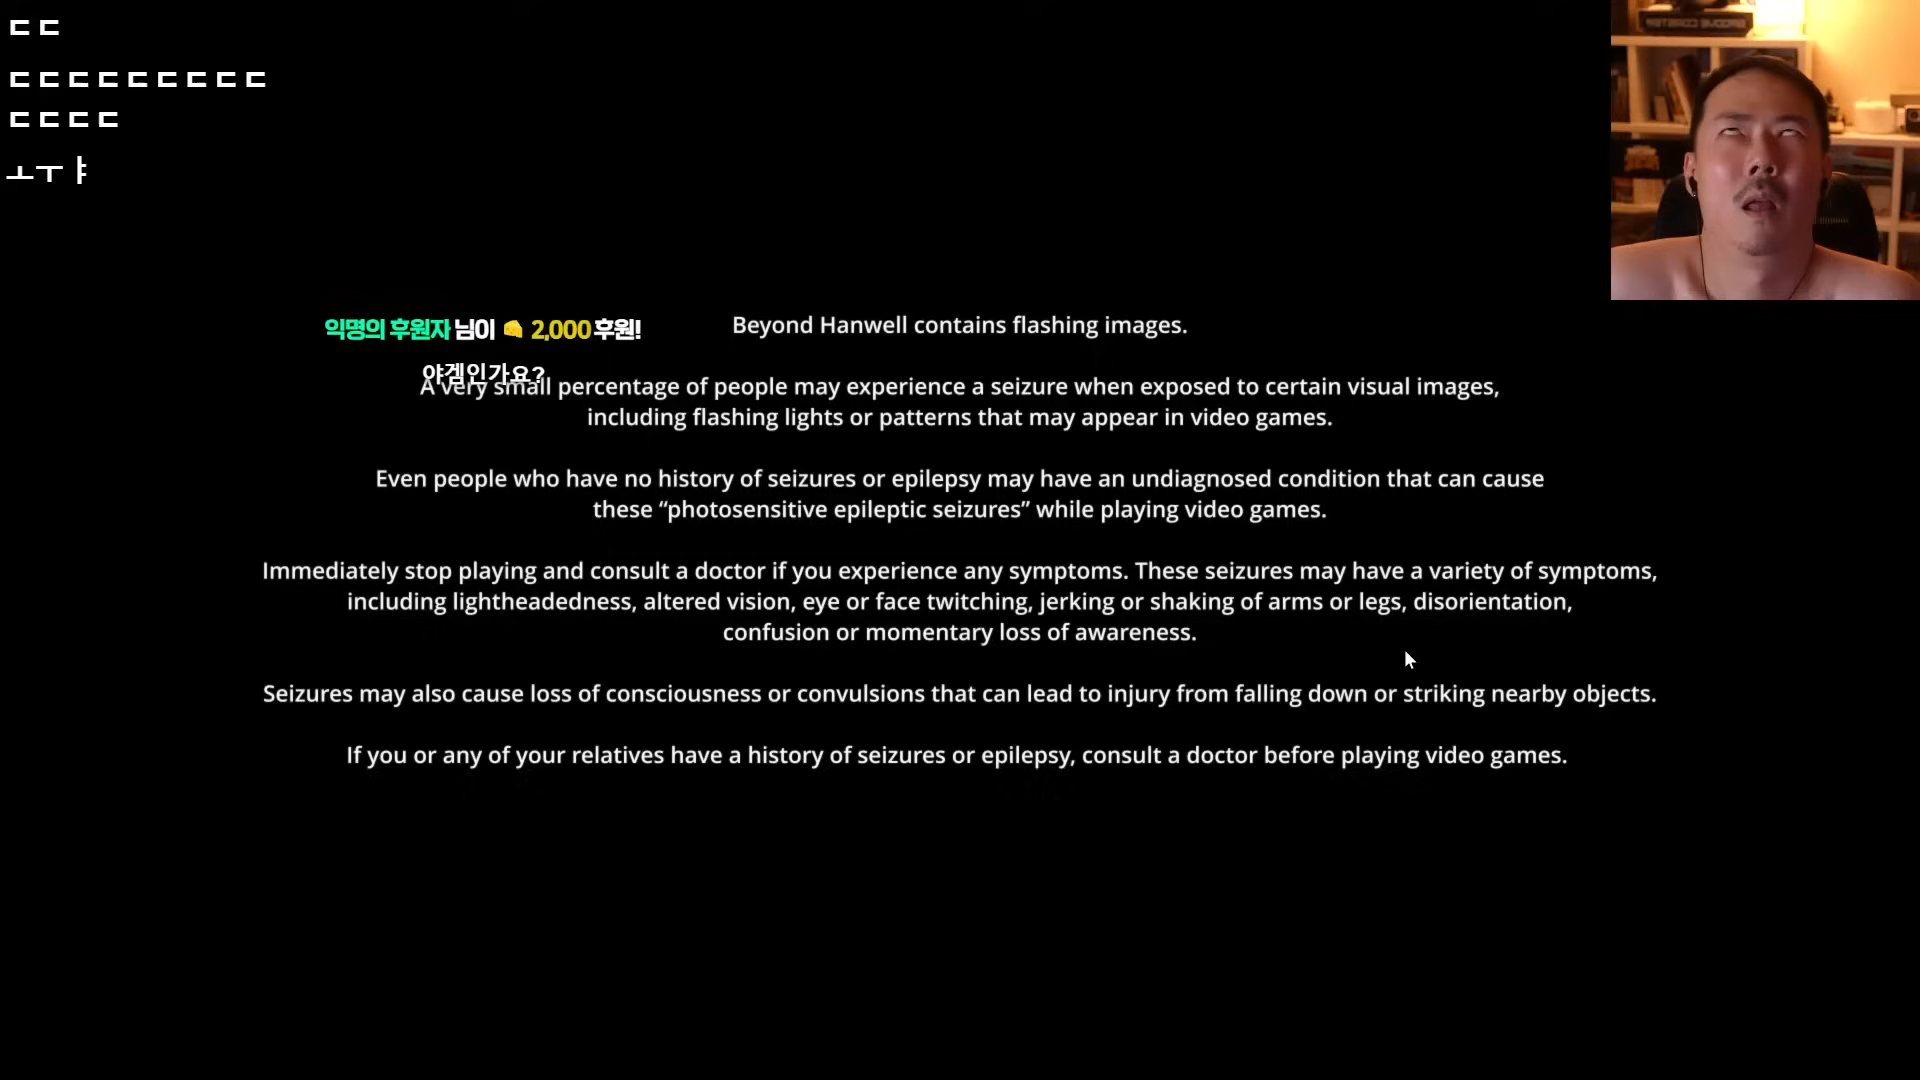 ㄷㄷ
ㄷㄷㄷㄷㄷㄷㄷㄷㄷ
ㄷㄷㄷㄷ
ㅗㅜㅑ
익명의 후원자 님이 2,000 후원!
야겜인가요?
Beyond Hanwell contains flashing images.
A very small percentage of people may experience a seizure when exposed to certain visual images,
including flashing lights or patterns that may appear in video games.
Even people who have no history of seizures or epilepsy may have an undiagnosed condition that can cause
these “photosensitive epileptic seizures” while playing video games.
Immediately stop playing and consult a doctor if you experience any symptoms. These seizures may have a variety of symptoms,
including lightheadedness, altered vision, eye or face twitching, jerking or shaking of arms or legs, disorientation,
confusion or momentary loss of awareness.
Seizures may also cause loss of consciousness or convulsions that can lead to injury from falling down or striking nearby objects.
If you or any of your relatives have a history of seizures or epilepsy, consult a doctor before playing video games.